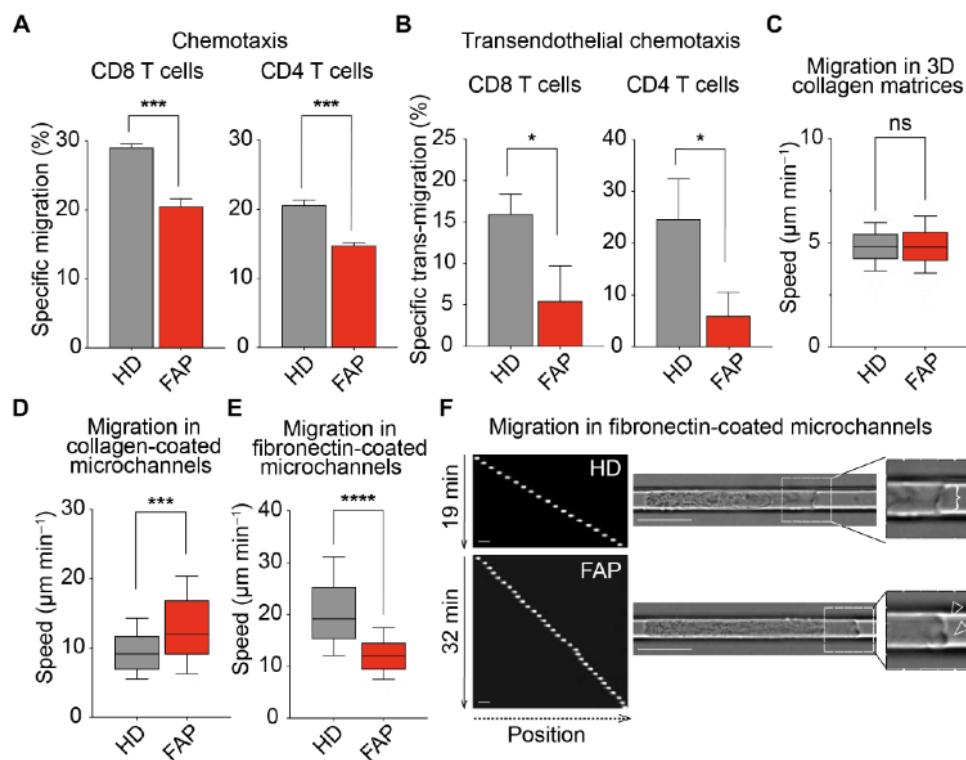 A
Chemotaxis
CD8 T cells
CD4 T cells
Specific migration (%)
30
20
10
0
***
HD
FAP
30
20
10
0
***
HD
FAP
B
Transendothelial chemotaxis
CD8 T cells
CD4 T cells
Specific trans-migration (%)
25
20
15
10
5
0
*
HD
FAP
40
30
20
10
0
*
HD
FAP
C
Migration in 3D
collagen matrices
Speed (µm min⁻¹)
10
5
0
ns
HD
FAP
D
Migration in
collagen-coated
microchannels
Speed (µm min⁻¹)
30
20
10
0
***
HD
FAP
E
Migration in
fibronectin-coated
microchannels
Speed (µm min⁻¹)
40
30
20
10
0
****
HD
FAP
F
Migration in fibronectin-coated microchannels
19 min
HD
32 min
FAP
Position